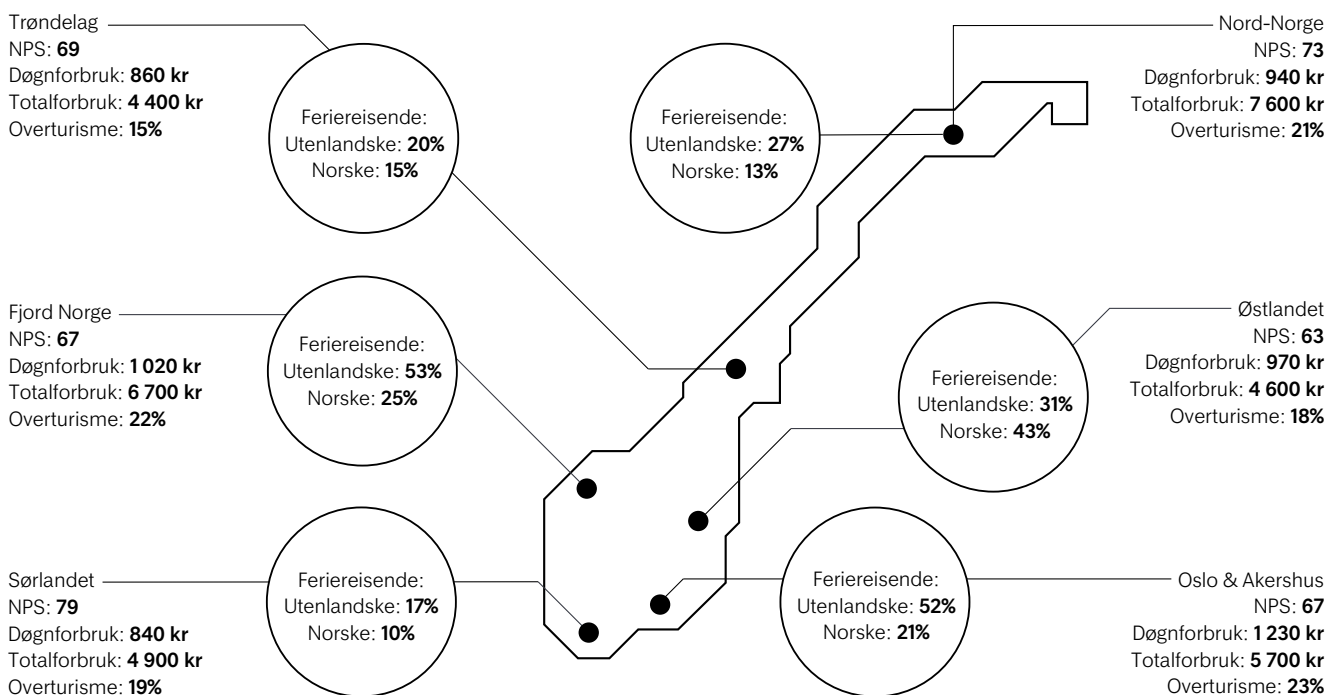 Trøndelag
NPS: 69
Døgnforbruk: 860 kr
Totalforbruk: 4 400 kr
Overturisme: 15%
Feriereisende:
Utenlandske: 20%
Norske: 15%
Feriereisende:
Utenlandske: 27%
Norske: 13%
Nord-Norge
NPS: 73
Døgnforbruk: 940 kr
Totalforbruk: 7 600 kr
Overturisme: 21%
Fjord Norge
NPS: 67
Døgnforbruk: 1 020 kr
Totalforbruk: 6 700 kr
Overturisme: 22%
Feriereisende:
Utenlandske: 53%
Norske: 25%
Feriereisende:
Utenlandske: 31%
Norske: 43%
Østlandet
NPS: 63
Døgnforbruk: 970 kr
Totalforbruk: 4 600 kr
Overturisme: 18%
Sørlandet
NPS: 79
Døgnforbruk: 840 kr
Totalforbruk: 4 900 kr
Overturisme: 19%
Feriereisende:
Utenlandske: 17%
Norske: 10%
Feriereisende:
Utenlandske: 52%
Norske: 21%
Oslo & Akershus
NPS: 67
Døgnforbruk: 1 230 kr
Totalforbruk: 5 700 kr
Overturisme: 23%